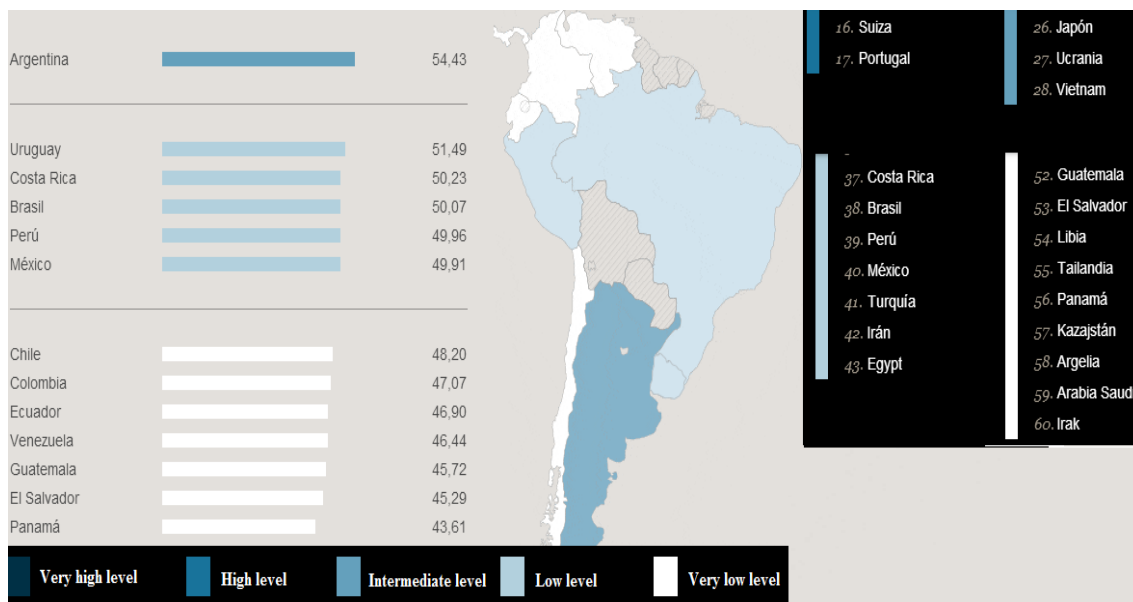 Argentina 54,43
Uruguay 51,49
Costa Rica 50,23
Brasil 50,07
Perú 49,96
México 49,91
Chile 48,20
Colombia 47,07
Ecuador 46,90
Venezuela 46,44
Guatemala 45,72
El Salvador 45,29
Panamá 43,61
16. Suiza
17. Portugal
26. Japón
27. Ucrania
28. Vietnam
37. Costa Rica
38. Brasil
39. Perú
40. México
41. Turquía
42. Irán
43. Egypt
52. Guatemala
53. El Salvador
54. Libia
55. Tailandia
56. Panamá
57. Kazajstán
58. Argelia
59. Arabia Saud
60. Irak
Very high level
High level
Intermediate level
Low level
Very low level